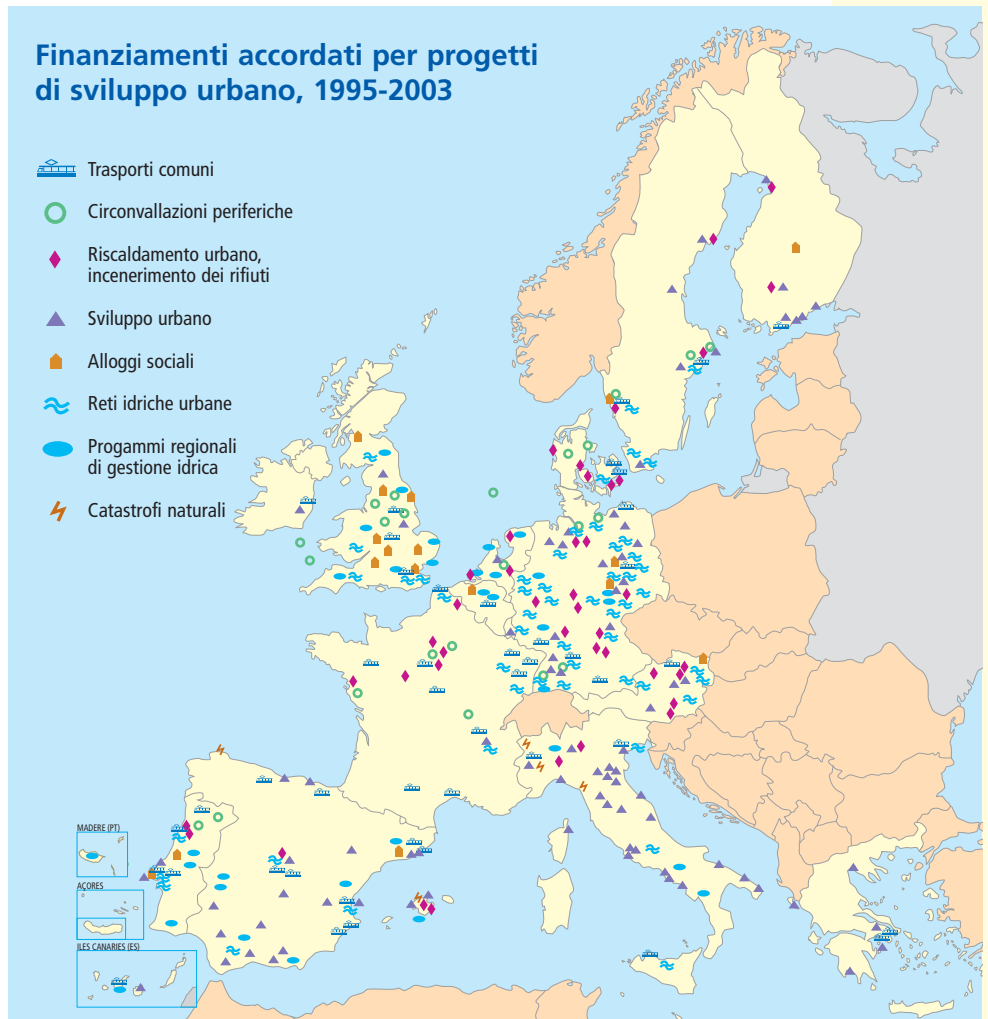 Finanziamenti accordati per progetti
di sviluppo urbano, 1995-2003
Trasporti comuni
Circonvallazioni periferiche
Riscaldamento urbano,
incenerimento dei rifiuti
Sviluppo urbano
Alloggi sociali
Reti idriche urbane
Progammi regionali
di gestione idrica
Catastrofi naturali
MADERE (PT)
AÇORES
ILES CANARIES (ES)